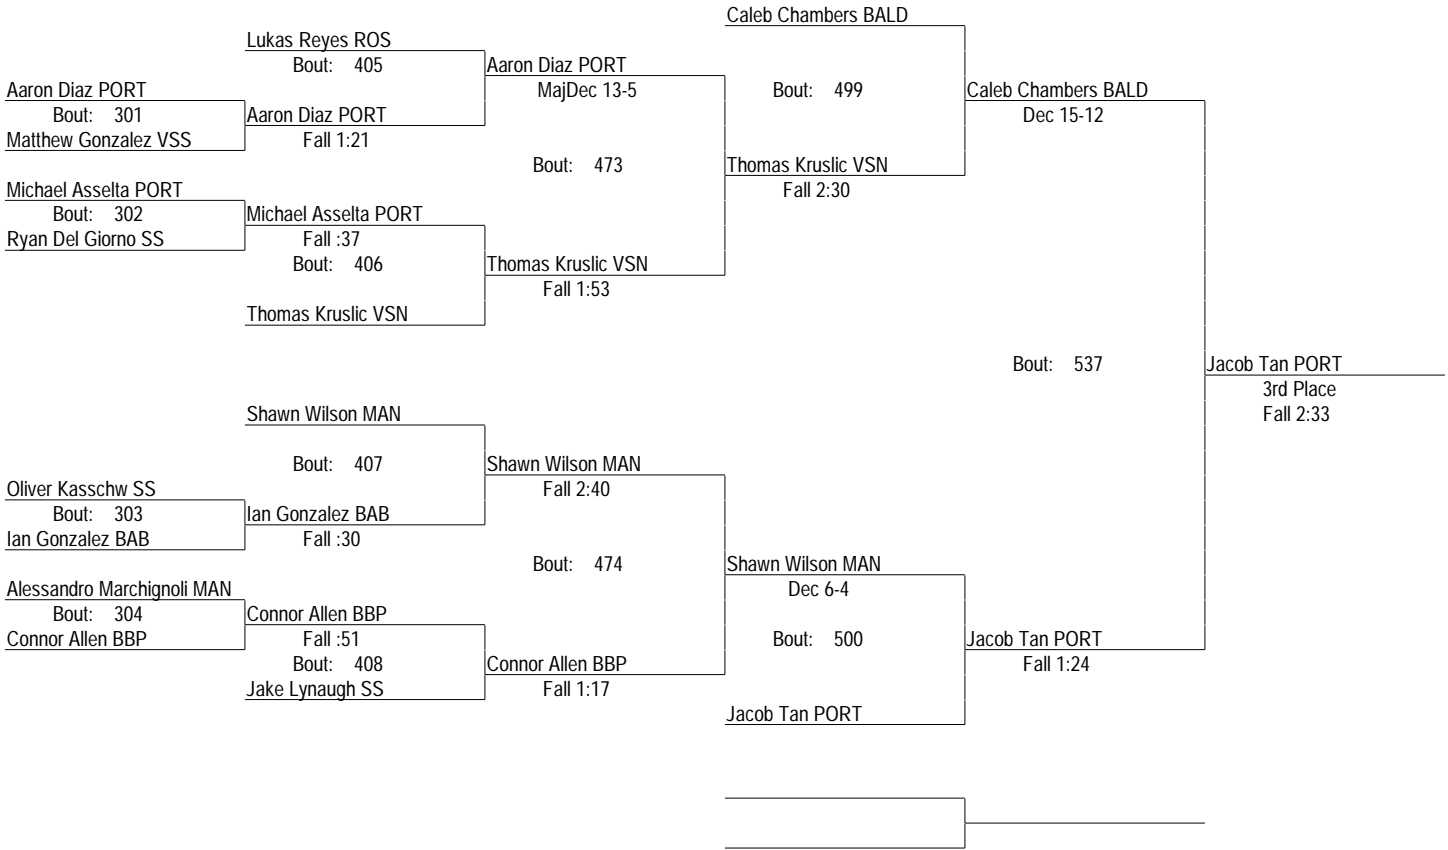 Caleb Chambers BALD
Lukas Reyes ROS
Bout: 405
Aaron Diaz PORT
MajDec 13-5
Aaron Diaz PORT
Bout: 301
Matthew Gonzalez VSS
Aaron Diaz PORT
Fall 1:21
Bout: 499
Caleb Chambers BALD
Dec 15-12
Bout: 473
Thomas Kruslic VSN
Fall 2:30
Michael Asselta PORT
Bout: 302
Ryan Del Giorno SS
Michael Asselta PORT
Fall :37
Bout: 406
Thomas Kruslic VSN
Fall 1:53
Thomas Kruslic VSN
Bout: 537
Jacob Tan PORT
3rd Place
Fall 2:33
Shawn Wilson MAN
Bout: 407
Shawn Wilson MAN
Fall 2:40
Oliver Kasschw SS
Bout: 303
Ian Gonzalez BAB
Ian Gonzalez BAB
Fall :30
Bout: 474
Shawn Wilson MAN
Dec 6-4
Alessandro Marchignoli MAN
Bout: 304
Connor Allen BBP
Connor Allen BBP
Fall :51
Bout: 408
Jake Lynaugh SS
Connor Allen BBP
Fall 1:17
Bout: 500
Jacob Tan PORT
Fall 1:24
Jacob Tan PORT